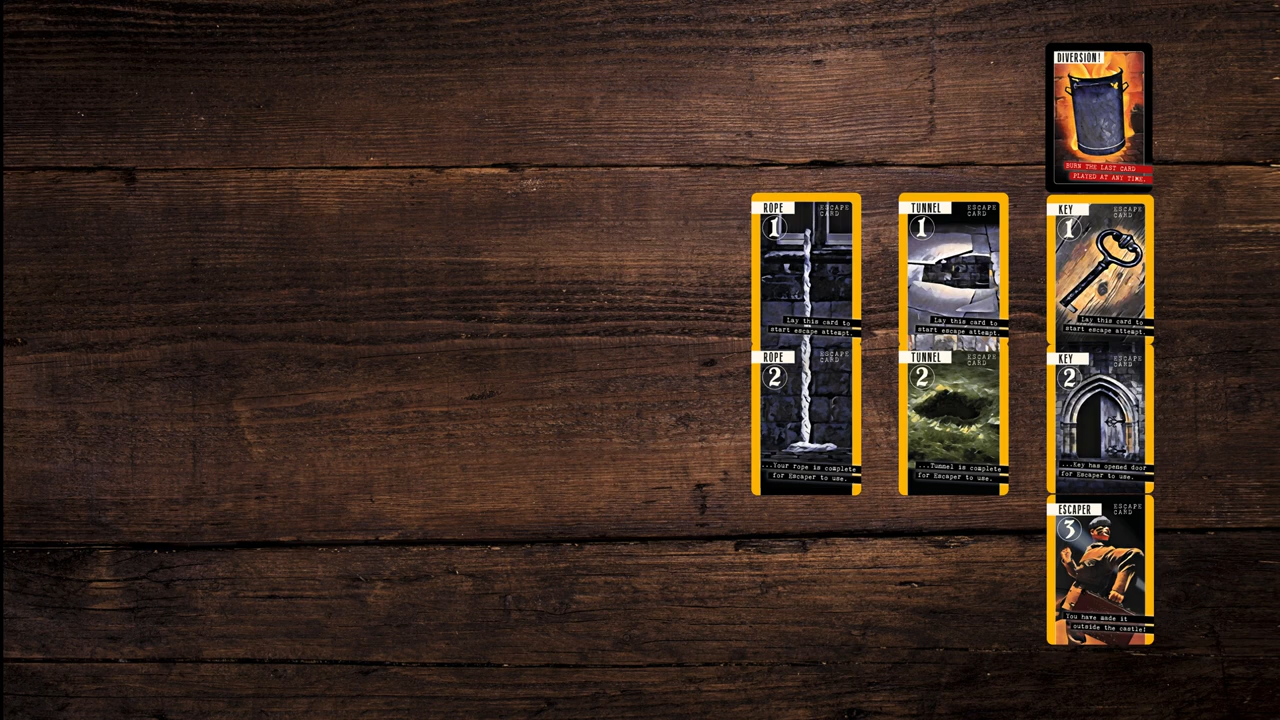 DIVERSION!
BURN THE LAST CARD
PLAYED AT ANY TIME.
ROPE
ESCAPE
CARD
1
Lay this card to
start escape attempt.
ROPE
ESCAPE
CARD
2
...Your rope is complete
for Escaper to use.
TUNNEL
ESCAPE
CARD
1
Lay this card to
start escape attempt.
TUNNEL
ESCAPE
CARD
2
...Tunnel is complete
for Escaper to use.
KEY
ESCAPE
CARD
1
Lay this card to
start escape attempt.
KEY
ESCAPE
CARD
2
...Key has opened door
for Escaper to use.
ESCAPER
ESCAPE
CARD
3
You have made it
outside the castle!